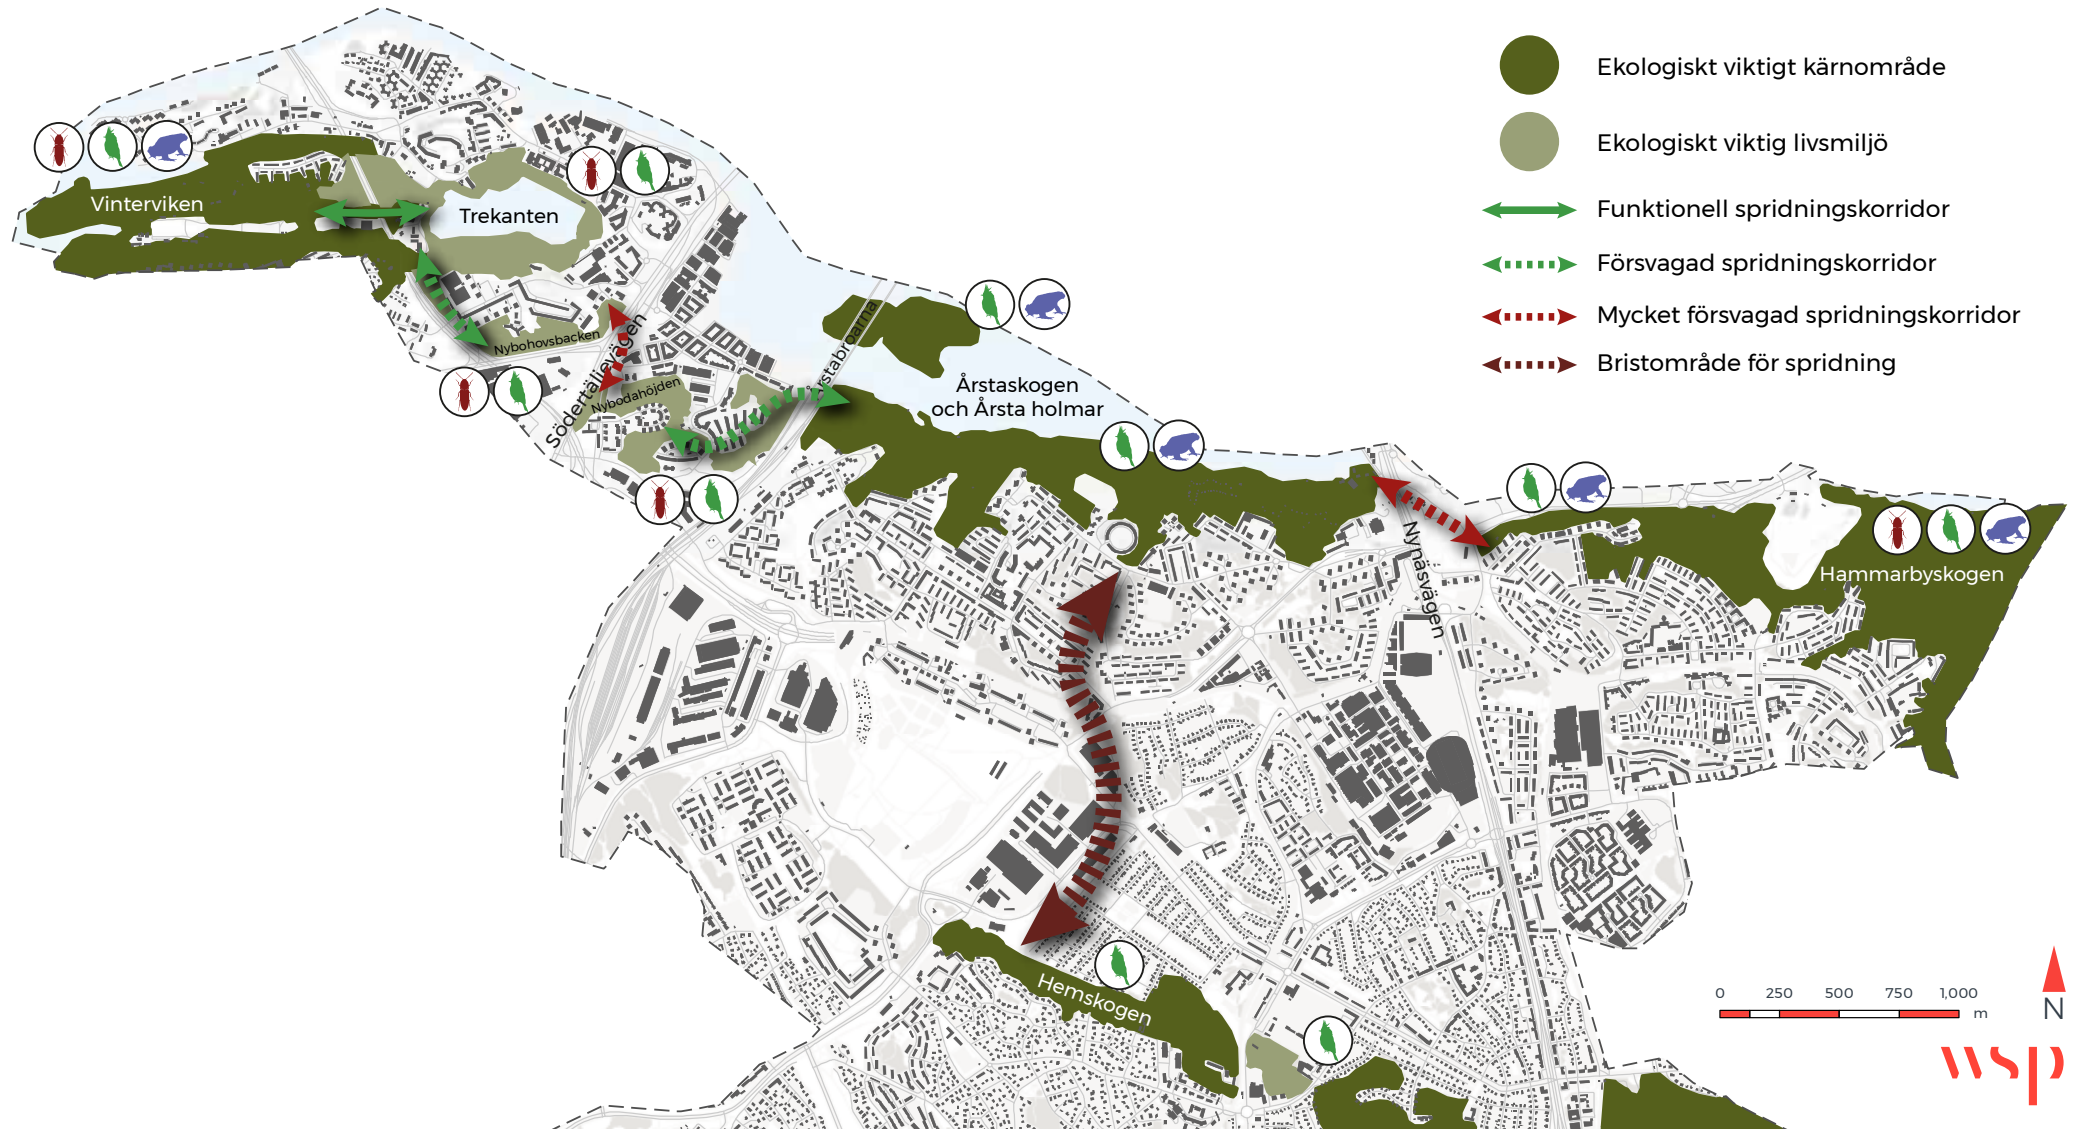 Ekologiskt viktigt kärnområde
Ekologiskt viktig livsmiljö
Funktionell spridningskorridor
Försvagad spridningskorridor
Mycket försvagad spridningskorridor
Bristområde för spridning
Vinterviken
Trekanten
Nybohovsbacken
Södertäljevägen
Nybodahöjden
Årstabroarna
Årstaskogen
och Årsta holmar
Nynäsvägen
Hammarbyskogen
Hemskogen
0 250 500 750 1,000
m
N
wsp